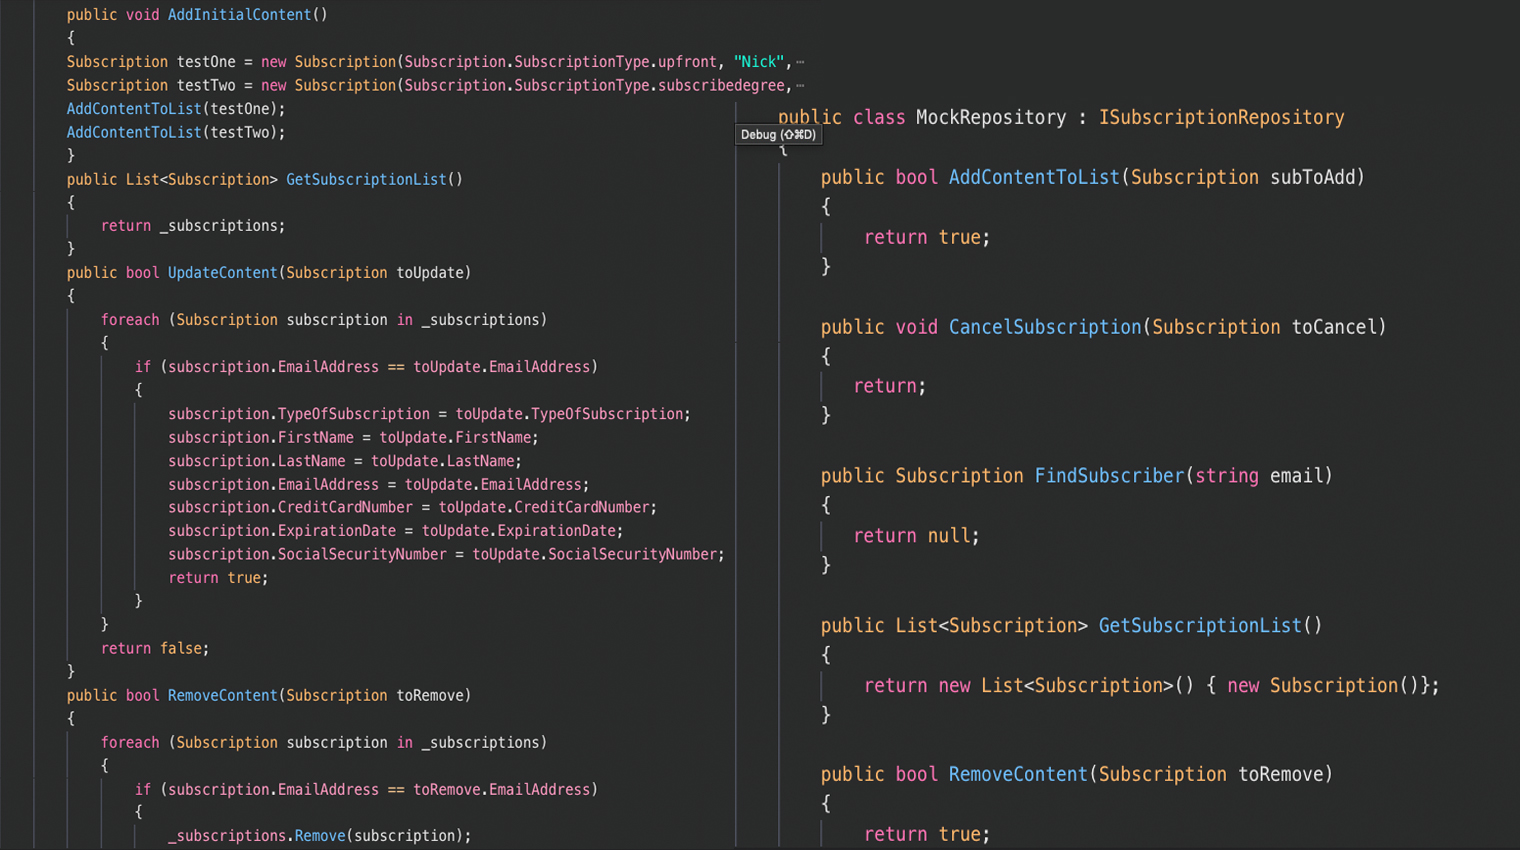 public void AddInitialContent()
{
Subscription testOne = new Subscription(Subscription.SubscriptionType.upfront, "Nick",…
Subscription testTwo = new Subscription(Subscription.SubscriptionType.subscribedegree,…
AddContentToList(testOne);
AddContentToList(testTwo);
}
public List<Subscription> GetSubscriptionList()
{
return _subscriptions;
}
public bool UpdateContent(Subscription toUpdate)
{
foreach (Subscription subscription in _subscriptions)
{
if (subscription.EmailAddress == toUpdate.EmailAddress)
{
subscription.TypeOfSubscription = toUpdate.TypeOfSubscription;
subscription.FirstName = toUpdate.FirstName;
subscription.LastName = toUpdate.LastName;
subscription.EmailAddress = toUpdate.EmailAddress;
subscription.CreditCardNumber = toUpdate.CreditCardNumber;
subscription.ExpirationDate = toUpdate.ExpirationDate;
subscription.SocialSecurityNumber = toUpdate.SocialSecurityNumber;
return true;
}
}
return false;
}
public bool RemoveContent(Subscription toRemove)
{
foreach (Subscription subscription in _subscriptions)
{
if (subscription.EmailAddress == toRemove.EmailAddress)
{
_subscriptions.Remove(subscription);
public class MockRepository : ISubscriptionRepository
Debug (⇧⌘D)
{
public bool AddContentToList(Subscription subToAdd)
{
return true;
}
public void CancelSubscription(Subscription toCancel)
{
return;
}
public Subscription FindSubscriber(string email)
{
return null;
}
public List<Subscription> GetSubscriptionList()
{
return new List<Subscription>() { new Subscription()};
}
public bool RemoveContent(Subscription toRemove)
{
return true;